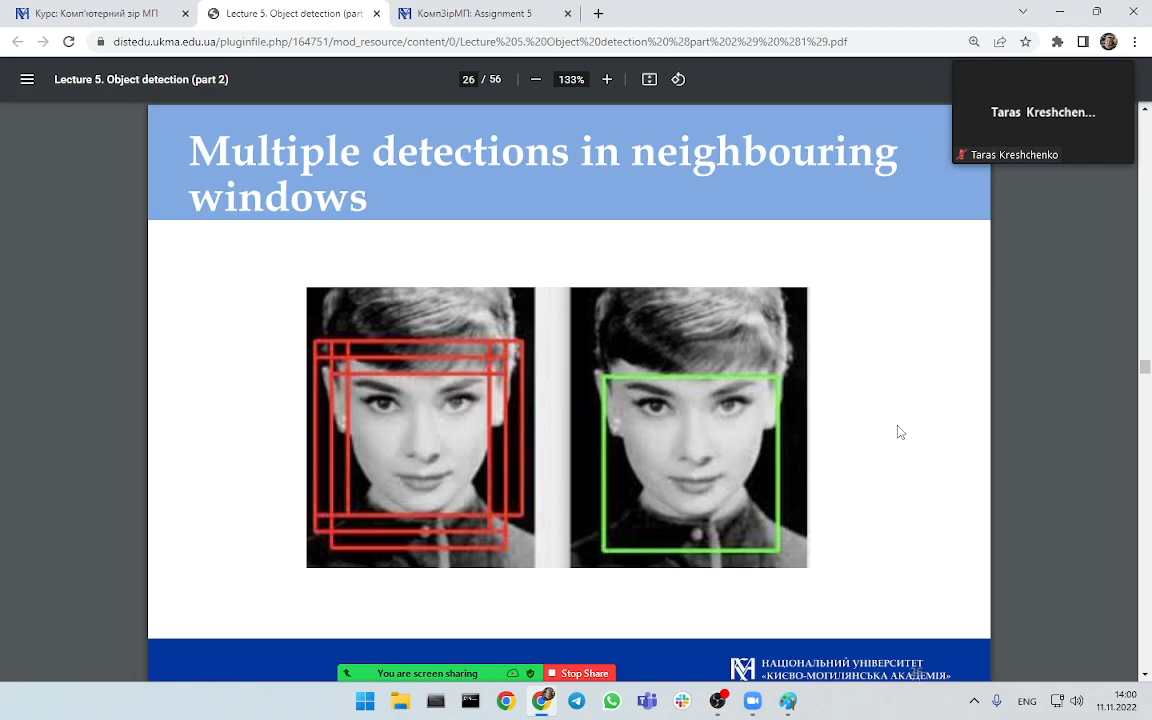 Курс: Комп'ютерний зір МП
Lecture 5. Object detection (part
КомпЗірМП: Assignment 5
distedu.ukma.edu.ua/pluginfile.php/164751/mod_resource/content/0/Lecture%205.%20Object%20detection%20%28part%202%29%20%281%29.pdf
Lecture 5. Object detection (part 2)
26 / 56
133%
Taras Kreshchen...
Taras Kreshchenko
Multiple detections in neighbouring
windows
НАЦІОНАЛЬНИЙ УНІВЕРСИТЕТ
«КИЄВО-МОГИЛЯНСЬКА АКАДЕМІЯ»
26
You are screen sharing
Stop Share
ENG
14:00
11.11.2022